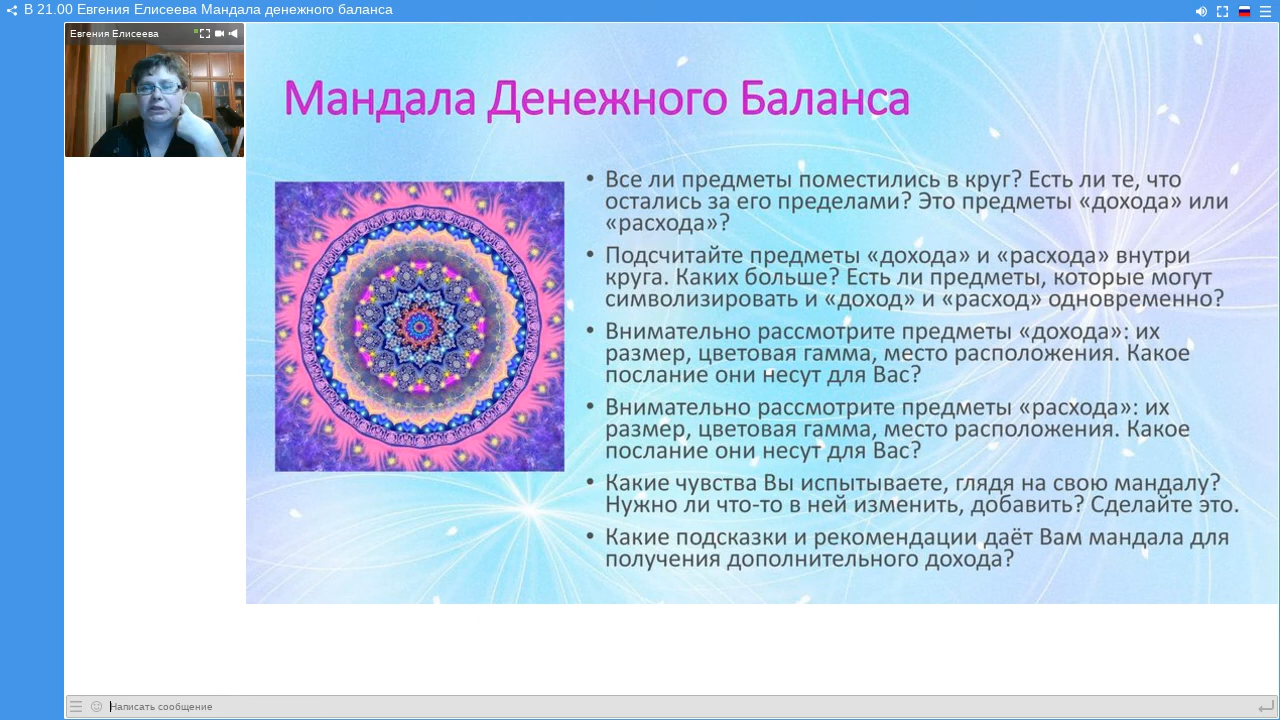 В 21.00 Евгения Елисеева Мандала денежного баланса
Евгения Елисеева
Мандала Денежного Баланса
• Все ли предметы поместились в круг? Есть ли те, что
остались за его пределами? Это предметы «дохода» или
«расхода»?
• Подсчитайте предметы «дохода» и «расхода» внутри
круга. Каких больше? Есть ли предметы, которые могут
символизировать и «доход» и «расход» одновременно?
• Внимательно рассмотрите предметы «дохода»: их
размер, цветовая гамма, место расположения. Какое
послание они несут для Вас?
• Внимательно рассмотрите предметы «расхода»: их
размер, цветовая гамма, место расположения. Какое
послание они несут для Вас?
• Какие чувства Вы испытываете, глядя на свою мандалу?
Нужно ли что-то в ней изменить, добавить? Сделайте это.
• Какие подсказки и рекомендации даёт Вам мандала для
получения дополнительного дохода?
Написать сообщение